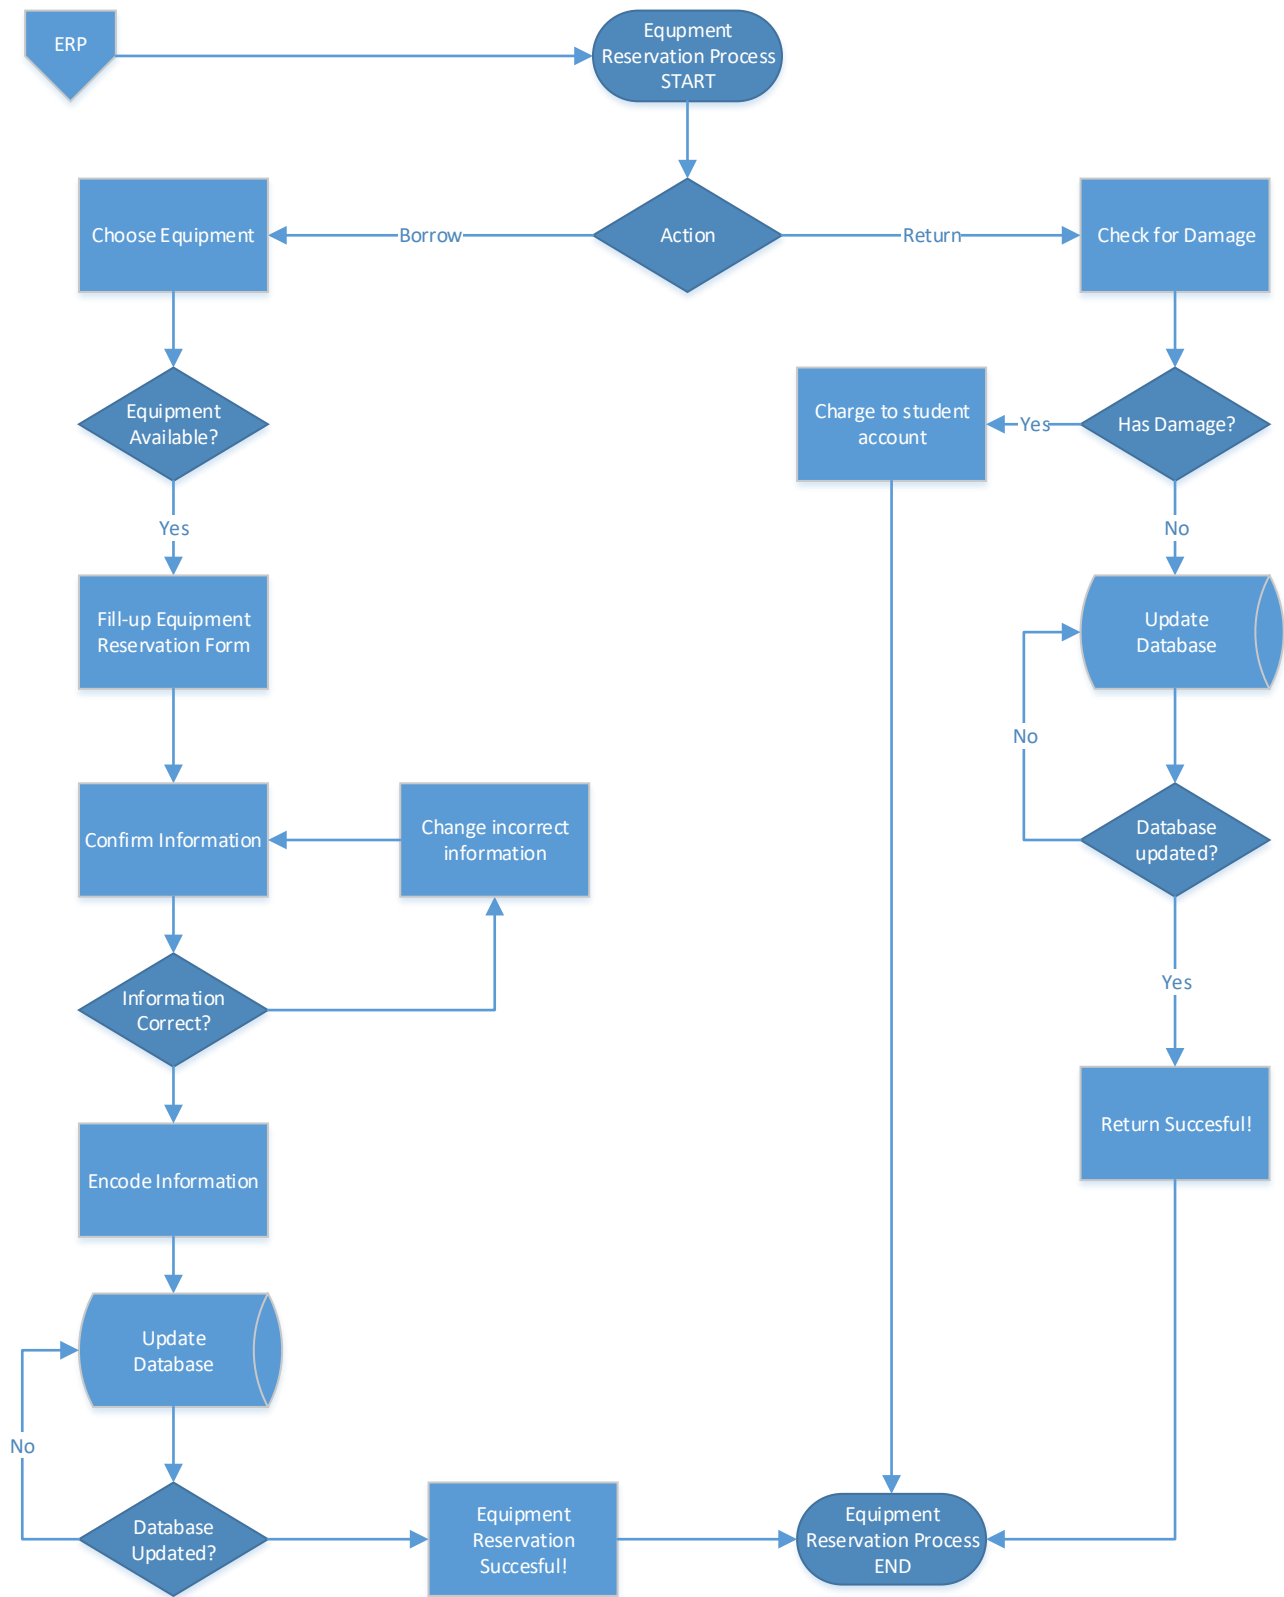 ERP
Equpment
Reservation Process
START
Choose Equipment
Borrow
Action
Return
Check for Damage
Equipment
Available?
Charge to student
account
Yes
Has Damage?
Yes
No
Fill-up Equipment
Reservation Form
Update
Database
No
Confirm Information
Change incorrect
information
Database
updated?
Information
Correct?
Yes
Encode Information
Return Succesful!
Update
Database
No
Database
Updated?
Equipment
Reservation
Succesful!
Equipment
Reservation Process
END